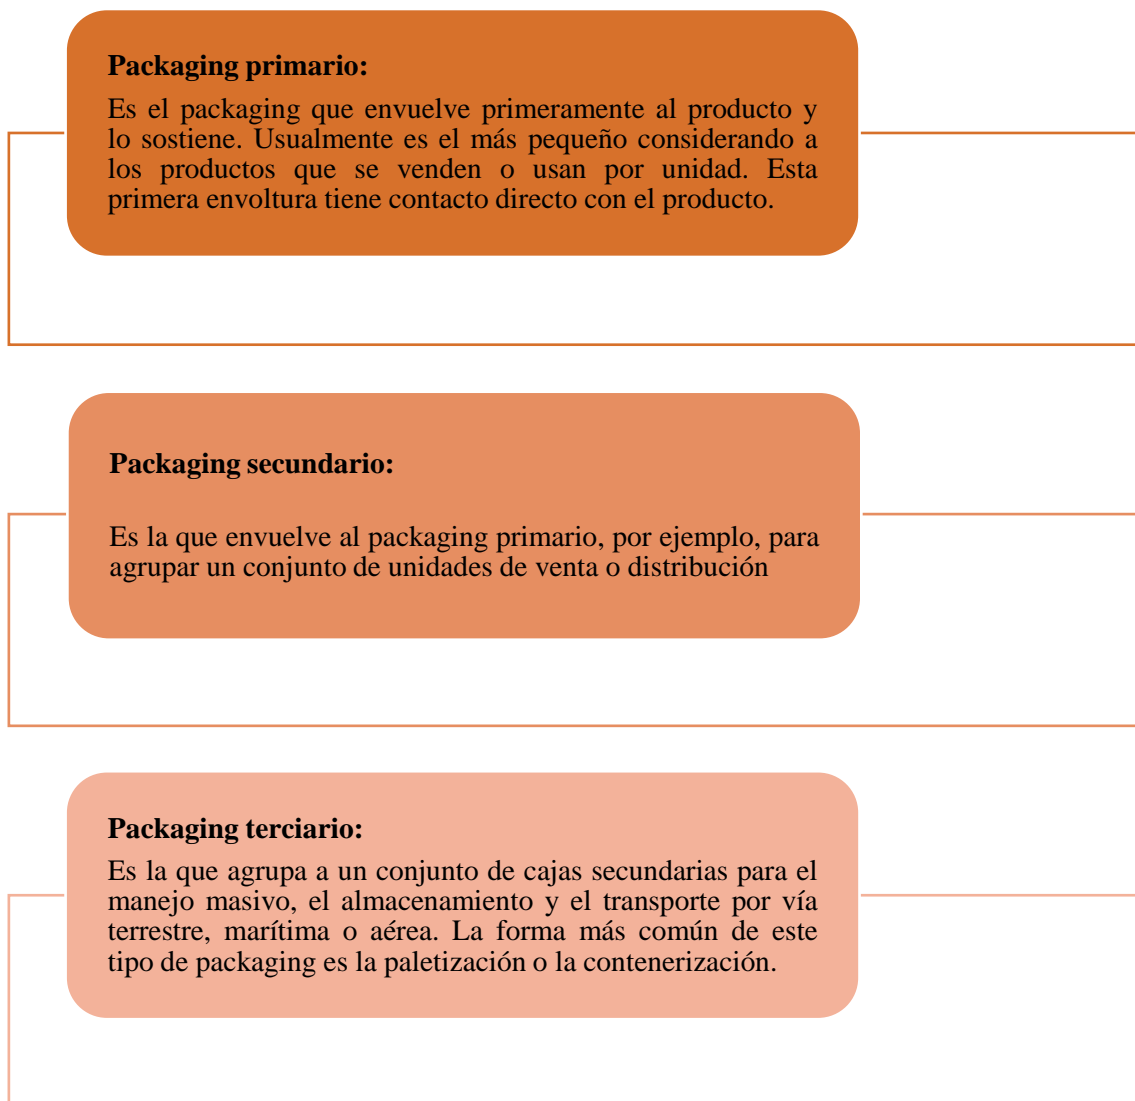 Packaging primario:
Es el packaging que envuelve primeramente al producto y
lo sostiene. Usualmente es el más pequeño considerando a
los productos que se venden o usan por unidad. Esta
primera envoltura tiene contacto directo con el producto.
Packaging secundario:
Es la que envuelve al packaging primario, por ejemplo, para
agrupar un conjunto de unidades de venta o distribución
Packaging terciario:
Es la que agrupa a un conjunto de cajas secundarias para el
manejo masivo, el almacenamiento y el transporte por vía
terrestre, marítima o aérea. La forma más común de este
tipo de packaging es la paletización o la contenerización.